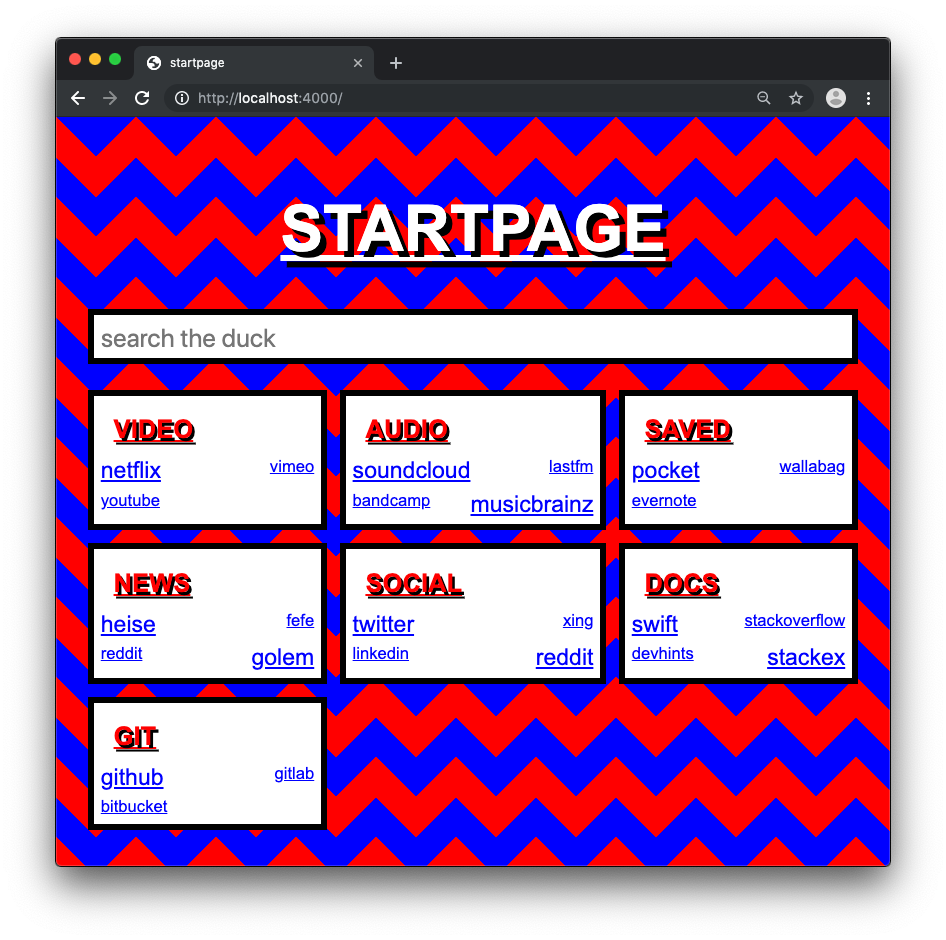 startpage
http://localhost:4000/
STARTPAGE
search the duck
VIDEO
netflix vimeo
youtube
AUDIO
soundcloud lastfm
bandcamp musicbrainz
SAVED
pocket wallabag
evernote
NEWS
heise fefe
reddit golem
SOCIAL
twitter xing
linkedin reddit
DOCS
swift stackoverflow
devhints stackex
GIT
github gitlab
bitbucket